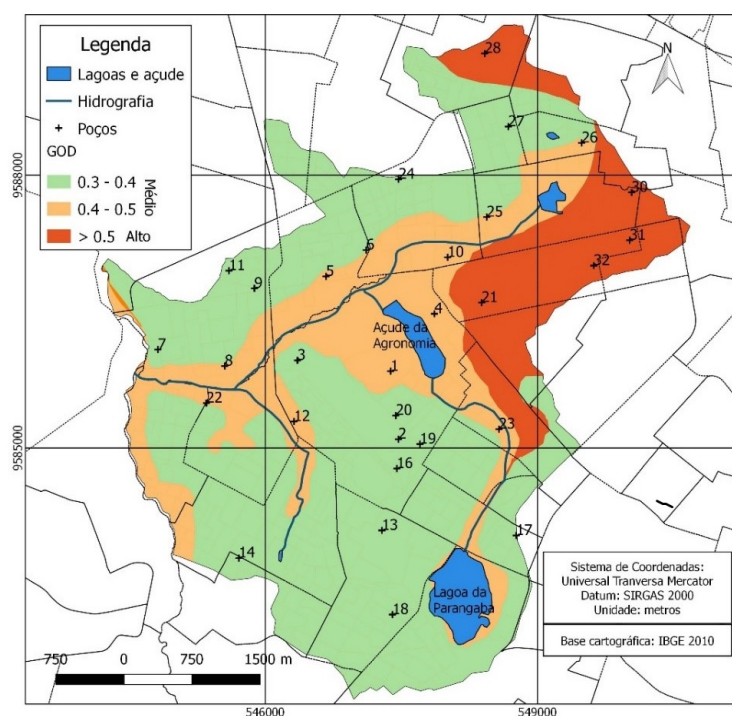 Legenda
Lagoas e açude
Hidrografia
Poços
GOD
0.3 - 0.4
0.4 - 0.5
Médio
> 0.5 Alto
N
28
27
26
24
30
25
6
10
31
11
9
5
32
21
4
Açude da
Agronomia
7
8
3
1
22
20
12
23
2
19
16
13
17
14
18
Lagoa da
Parangaba
9588000
9585000
546000
549000
750
0
750
1500 m
Sistema de Coordenadas:
Universal Tranversa Mercator
Datum: SIRGAS 2000
Unidade: metros
Base cartográfica: IBGE 2010